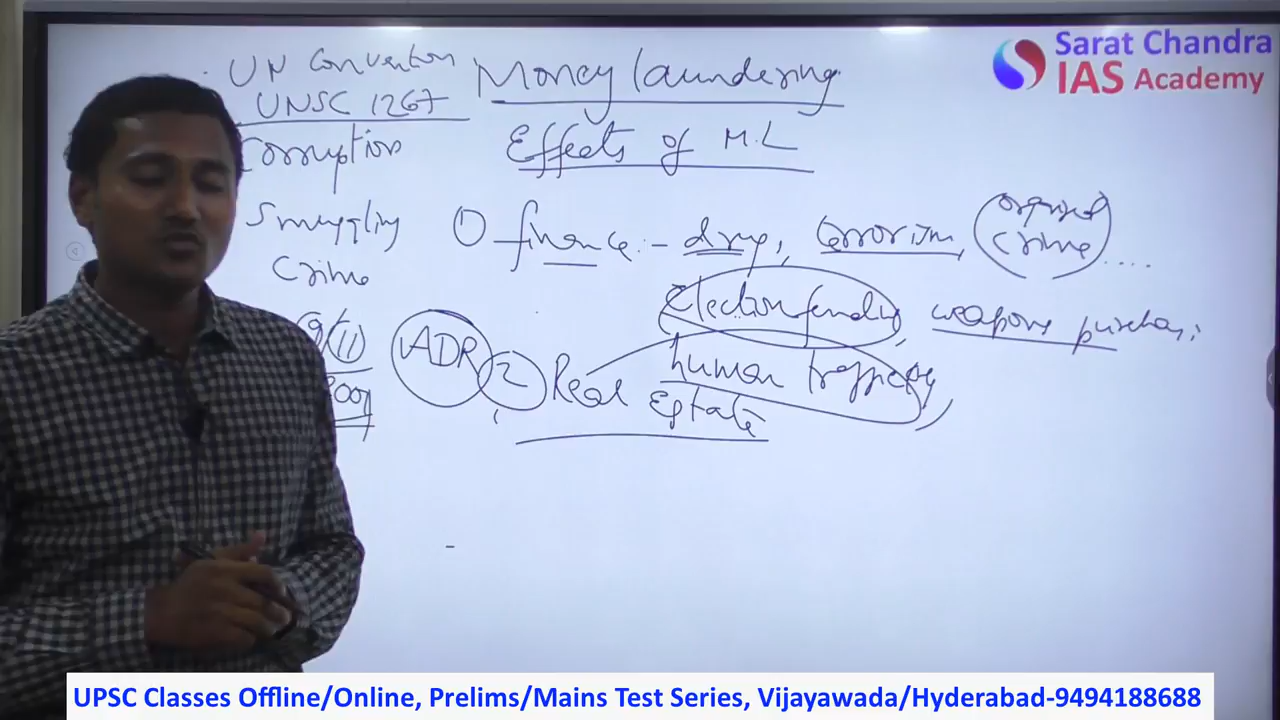 UN Convention
UNSC 1267
Money laundering
Effects of M.L
Corruption
Smuggling
Crime
9/11
2001
① finance:- drug, terrorism, organised crime....
Election funding, weapons purchase,
human trafficking
ADR
2 Real Estate
Sarat Chandra
IAS Academy
UPSC Classes Offline/Online, Prelims/Mains Test Series, Vijayawada/Hyderabad-9494188688